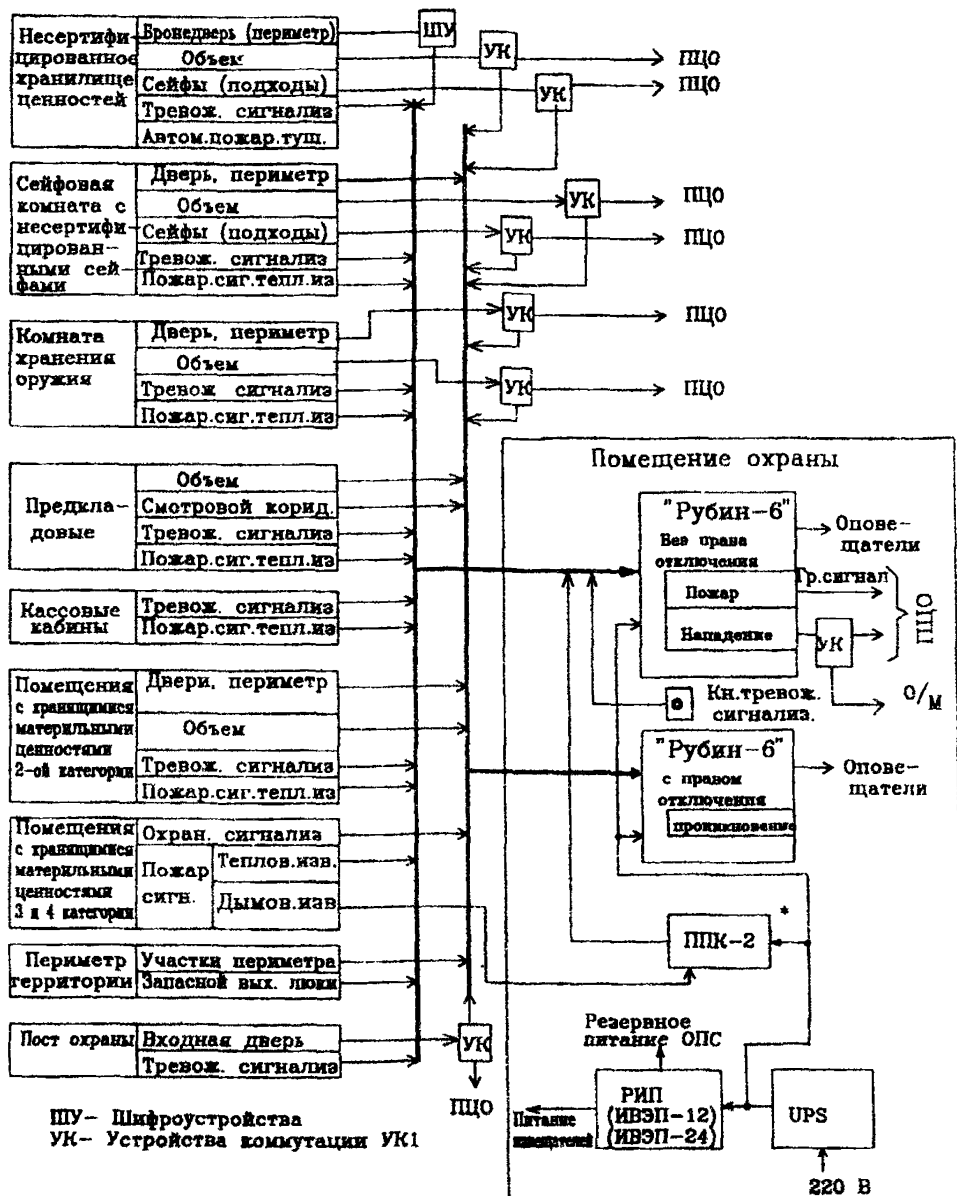 Несертифи-
цированное
хранилище
ценностей
Бронедверь (периметр)
Объем
Сейфы (подходы)
Тревож. сигнализ
Автом.пожар.туш.
ШУ
УК
ПЦО
УК
ПЦО
Сейфовая
комната с
несертифи-
цирован-
ными сей-
фами
Дверь, периметр
Объем
Сейфы (подходы)
Тревож. сигнализ
Пожар.сиг.тепл.из
УК
ПЦО
УК
ПЦО
Комната
хранения
оружия
Дверь, периметр
Объем
Тревож сигнализ
Пожар.сиг.тепл.из
УК
ПЦО
УК
ПЦО
Предкла-
довые
Объем
Смотровой корид.
Тревож сигнализ
Пожар.сиг.тепл.из
Кассовые
кабины
Тревож. сигнализ
Пожар.сиг.тепл.из
Помещения
с хранящимися
материльными
ценностями
2-ой категории
Двери, периметр
Объем
Тревож. сигнализ
Пожар.сиг.тепл.из
Помещения
с хранящимися
материльными
ценностями
3 и 4 категории
Охран. сигнализ
Пожар
сигн.
Теплов.изв.
Дымов.изв
Периметр
территории
Участки периметра
Запасной вых. люки
Пост охраны
Входная дверь
Тревож. сигнализ
УК
ПЦО
Помещение охраны
"Рубин-6"
Без права
отключения
Пожар
Нападение
Опове-
щатели
Тр.сигнал
УК
ПЦО
О/М
Кн.тревож.
сигнализ.
"Рубин-6"
с правом
отключения
проникновение
Опове-
щатели
ППК-2
*
Резервное
питание ОПС
Питание
извещателей
РИП
(ИВЭП-12)
(ИВЭП-24)
UPS
220 В
ШУ- Шифроустройства
УК- Устройства коммутации УК1